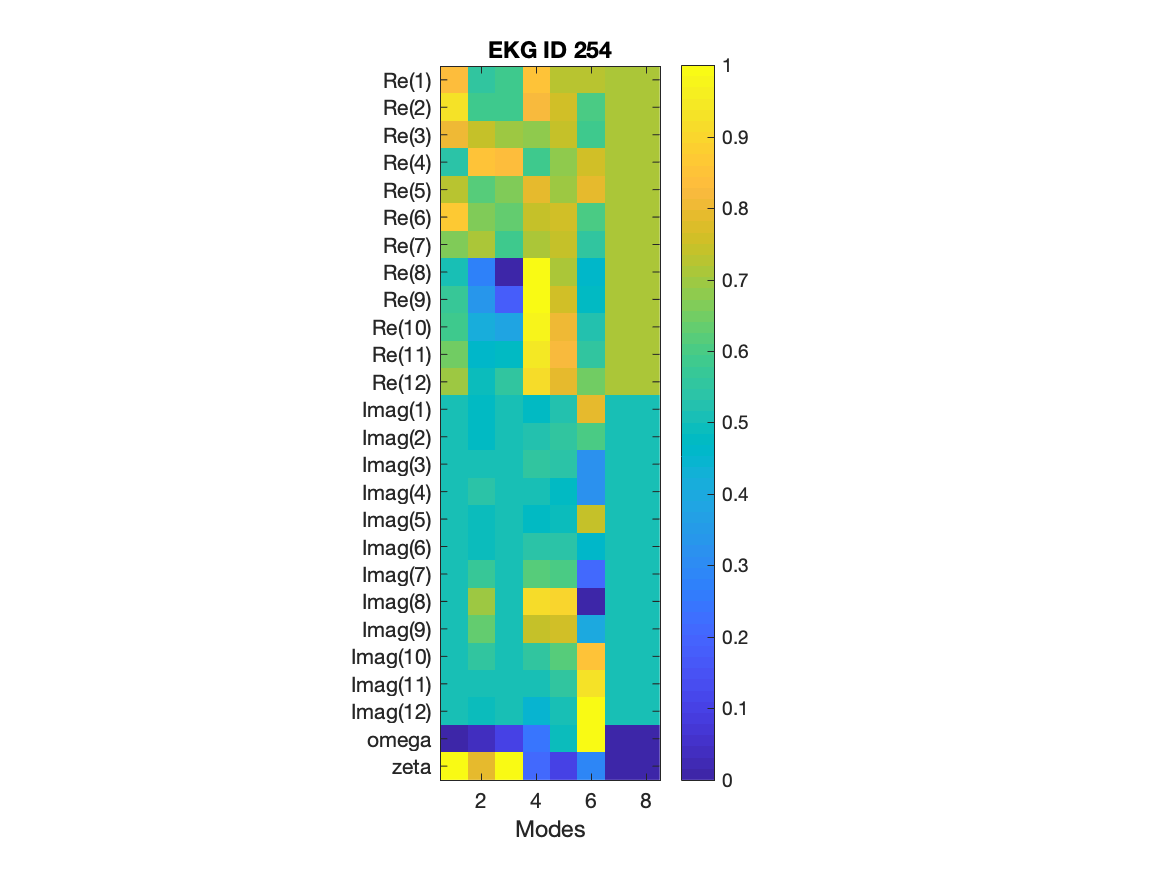 EKG ID 254
Re(1)
Re(2)
Re(3)
Re(4)
Re(5)
Re(6)
Re(7)
Re(8)
Re(9)
Re(10)
Re(11)
Re(12)
Imag(1)
Imag(2)
Imag(3)
Imag(4)
Imag(5)
Imag(6)
Imag(7)
Imag(8)
Imag(9)
Imag(10)
Imag(11)
Imag(12)
omega
zeta
2 4 6 8
Modes
1
0.9
0.8
0.7
0.6
0.5
0.4
0.3
0.2
0.1
0